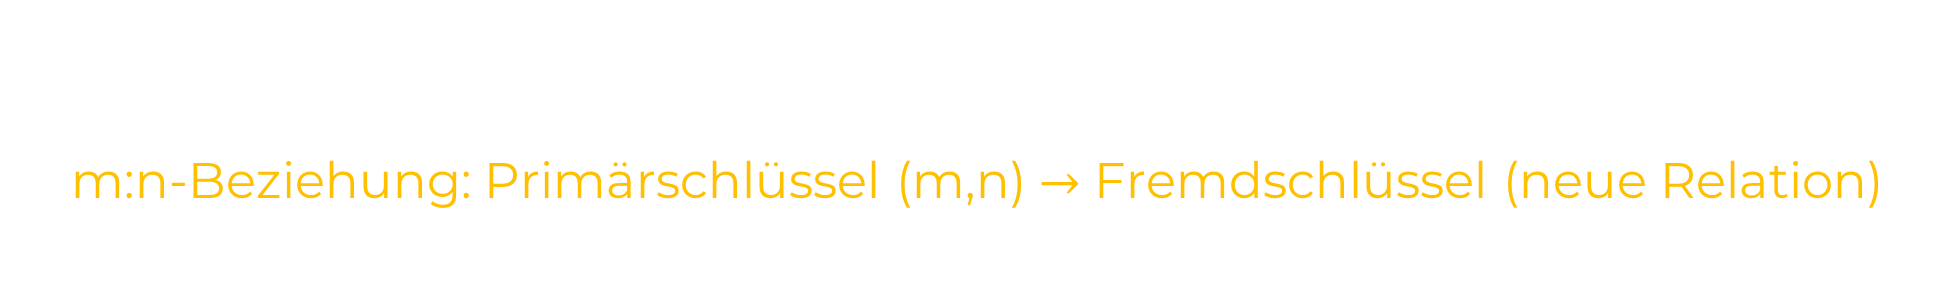 m:n-Beziehung: Primärschlüssel (m,n) → Fremdschlüssel (neue Relation)